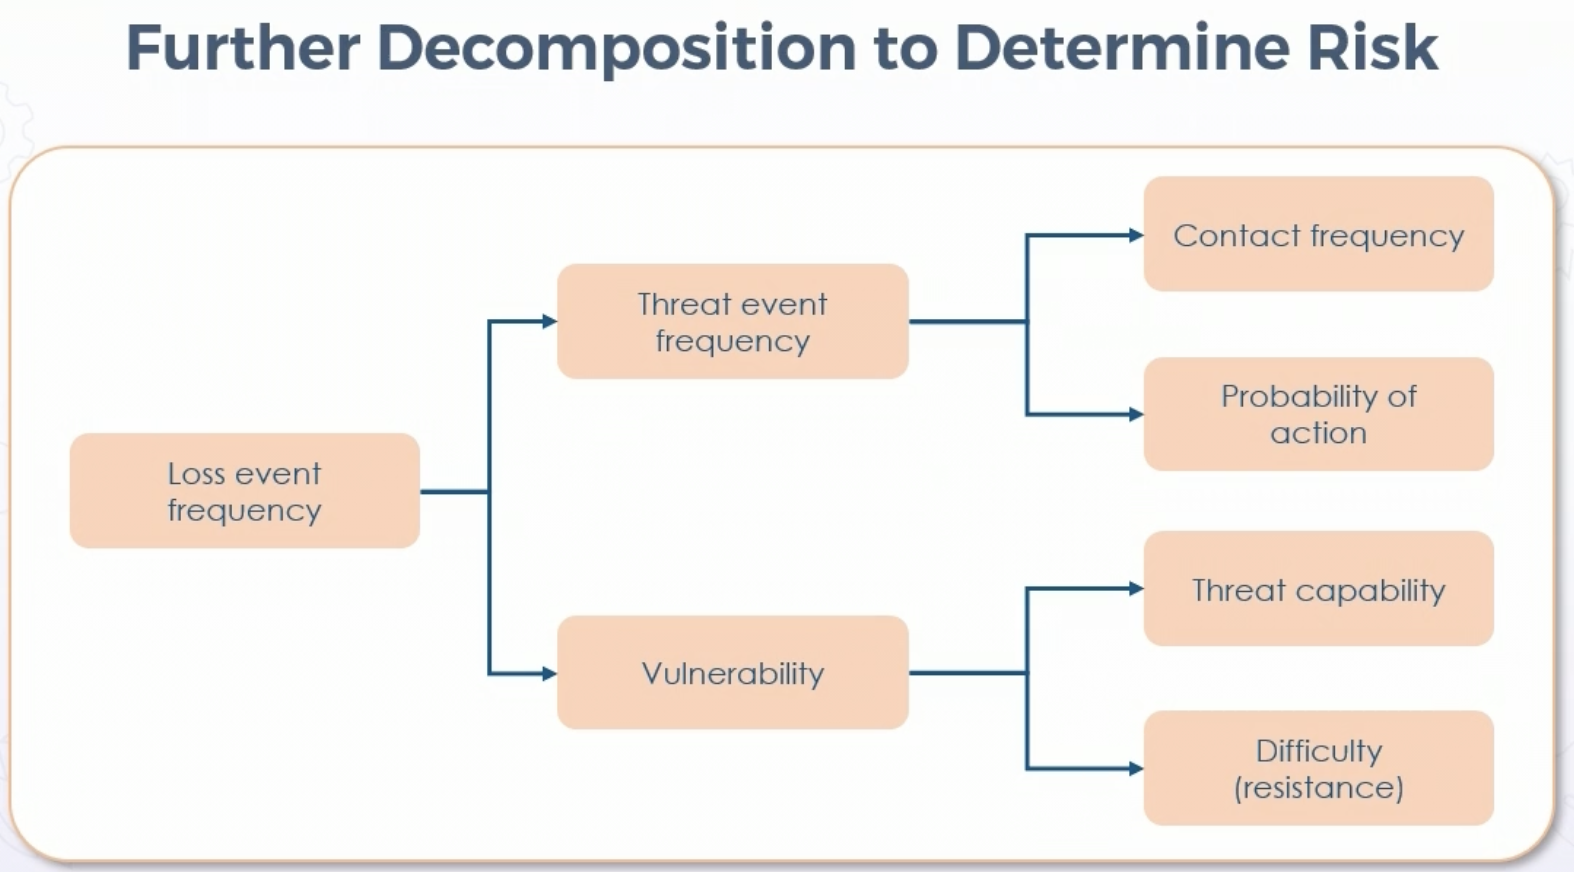 Further Decomposition to Determine Risk
Contact frequency
Threat event
frequency
Probability of
action
Loss event
frequency
Threat capability
Vulnerability
Difficulty
(resistance)